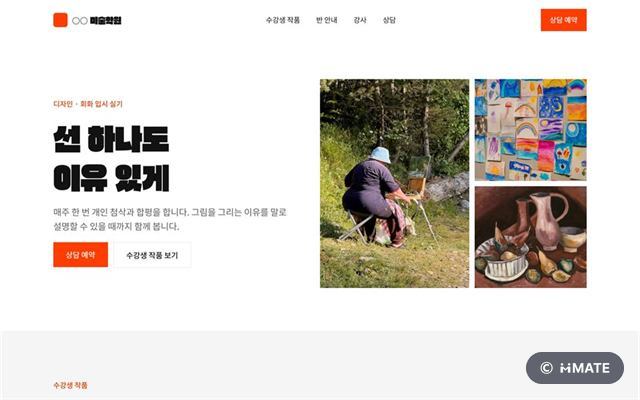 ○○ 미술학원
수강생 작품
반 안내
강사
상담
상담 예약
디자인 · 회화 입시 실기
선 하나도
이유 있게
매주 한 번 개인 첨삭과 합평을 합니다. 그림을 그리는 이유를 말로
설명할 수 있을 때까지 함께 봅니다.
상담 예약
수강생 작품 보기
수강생 작품
© MMATE